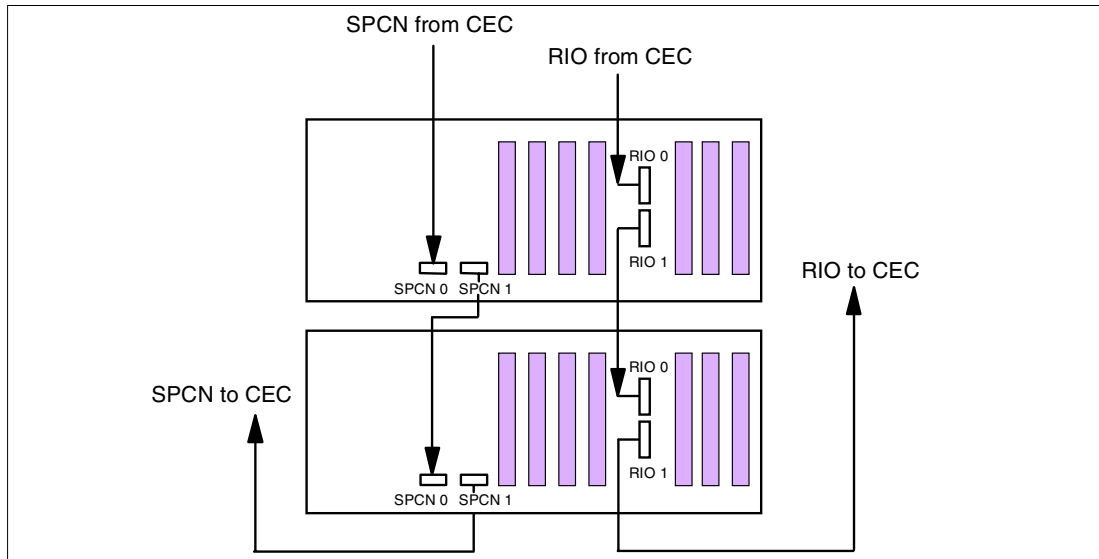 SPCN from CEC
RIO from CEC
RIO 0
RIO 1
SPCN 0
SPCN 1
RIO to CEC
SPCN to CEC
RIO 0
RIO 1
SPCN 0
SPCN 1